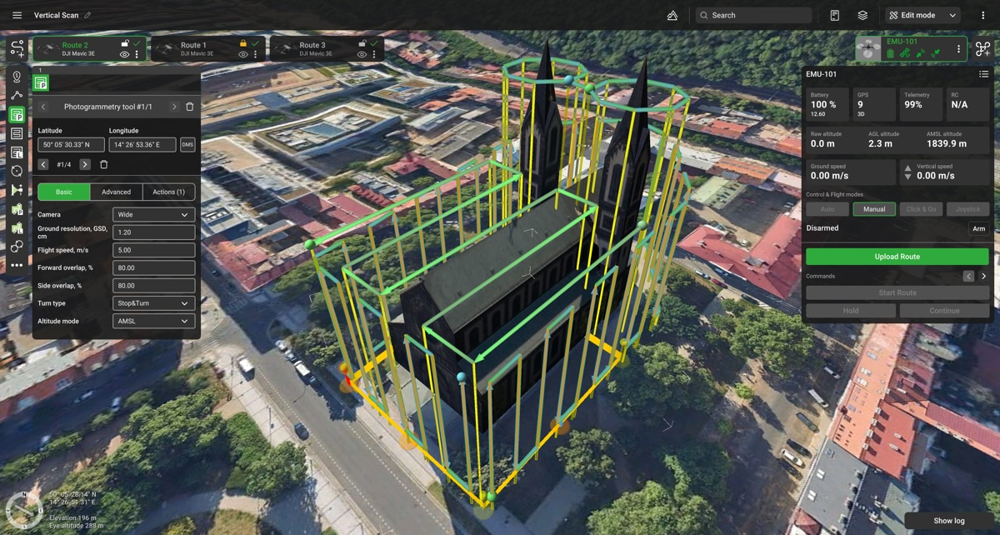 Vertical Scan
Search
Edit mode
Route 2
DJI Mavic 3E
Route 1
DJI Mavic 3E
Route 3
DJI Mavic 3E
EMU-101
1
Photogrammetry tool #1/1
Latitude
Longitude
50° 05' 30.33" N
14° 26' 53.36" E
DMS
#1/4
Basic
Advanced
Actions (1)
Camera
Wide
Ground resolution, GSD, cm
1.20
Flight speed, m/s
5.00
Forward overlap, %
80.00
Side overlap, %
80.00
Turn type
Stop&Turn
Altitude mode
AMSL
EMU-101
Battery
100 %
12.60
GPS
9
3D
Telemetry
99%
RC
N/A
Raw altitude
0.0 m
AGL altitude
2.3 m
AMSL altitude
1839.9 m
Ground speed
0.00 m/s
Vertical speed
0.00 m/s
Control & Flight modes
Auto
Manual
Click & Go
Joystick
Disarmed
Arm
Upload Route
Commands
Start Route
Hold
Continue
N
50° 05' 28.14" N
14° 26' 51.31" E
Elevation 196 m
Eye altitude 288 m
Show log